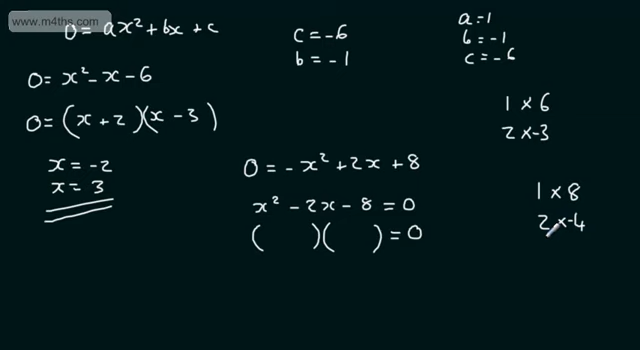 www.m4ths.com
0 = ax² + bx + c
0 = x² - x - 6
0 = (x + 2)(x - 3)
x = -2
x = 3
c = -6
b = -1
a = 1
b = -1
c = -6
1 × 6
2 × -3
0 = -x² + 2x + 8
x² - 2x - 8 = 0
(    )(    ) = 0
1 × 8
2 × -4